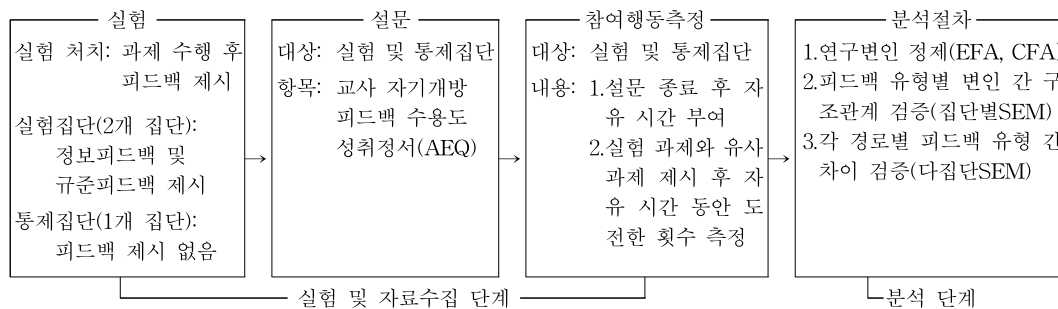 실험
실험 처치: 과제 수행 후
피드백 제시
실험집단(2개 집단):
정보피드백 및
규준피드백 제시
통제집단(1개 집단):
피드백 제시 없음
설문
대상: 실험 및 통제집단
항목: 교사 자기개방
피드백 수용도
성취정서(AEQ)
참여행동측정
대상: 실험 및 통제집단
내용: 1.설문 종료 후 자
유 시간 부여
2.실험 과제와 유사
과제 제시 후 자
유 시간 동안 도
전한 횟수 측정
분석절차
1.연구변인 정제(EFA, CFA)
2.피드백 유형별 변인 간 구
조관계 검증(집단별SEM)
3.각 경로별 피드백 유형 간
차이 검증(다집단SEM)
실험 및 자료수집 단계
분석 단계